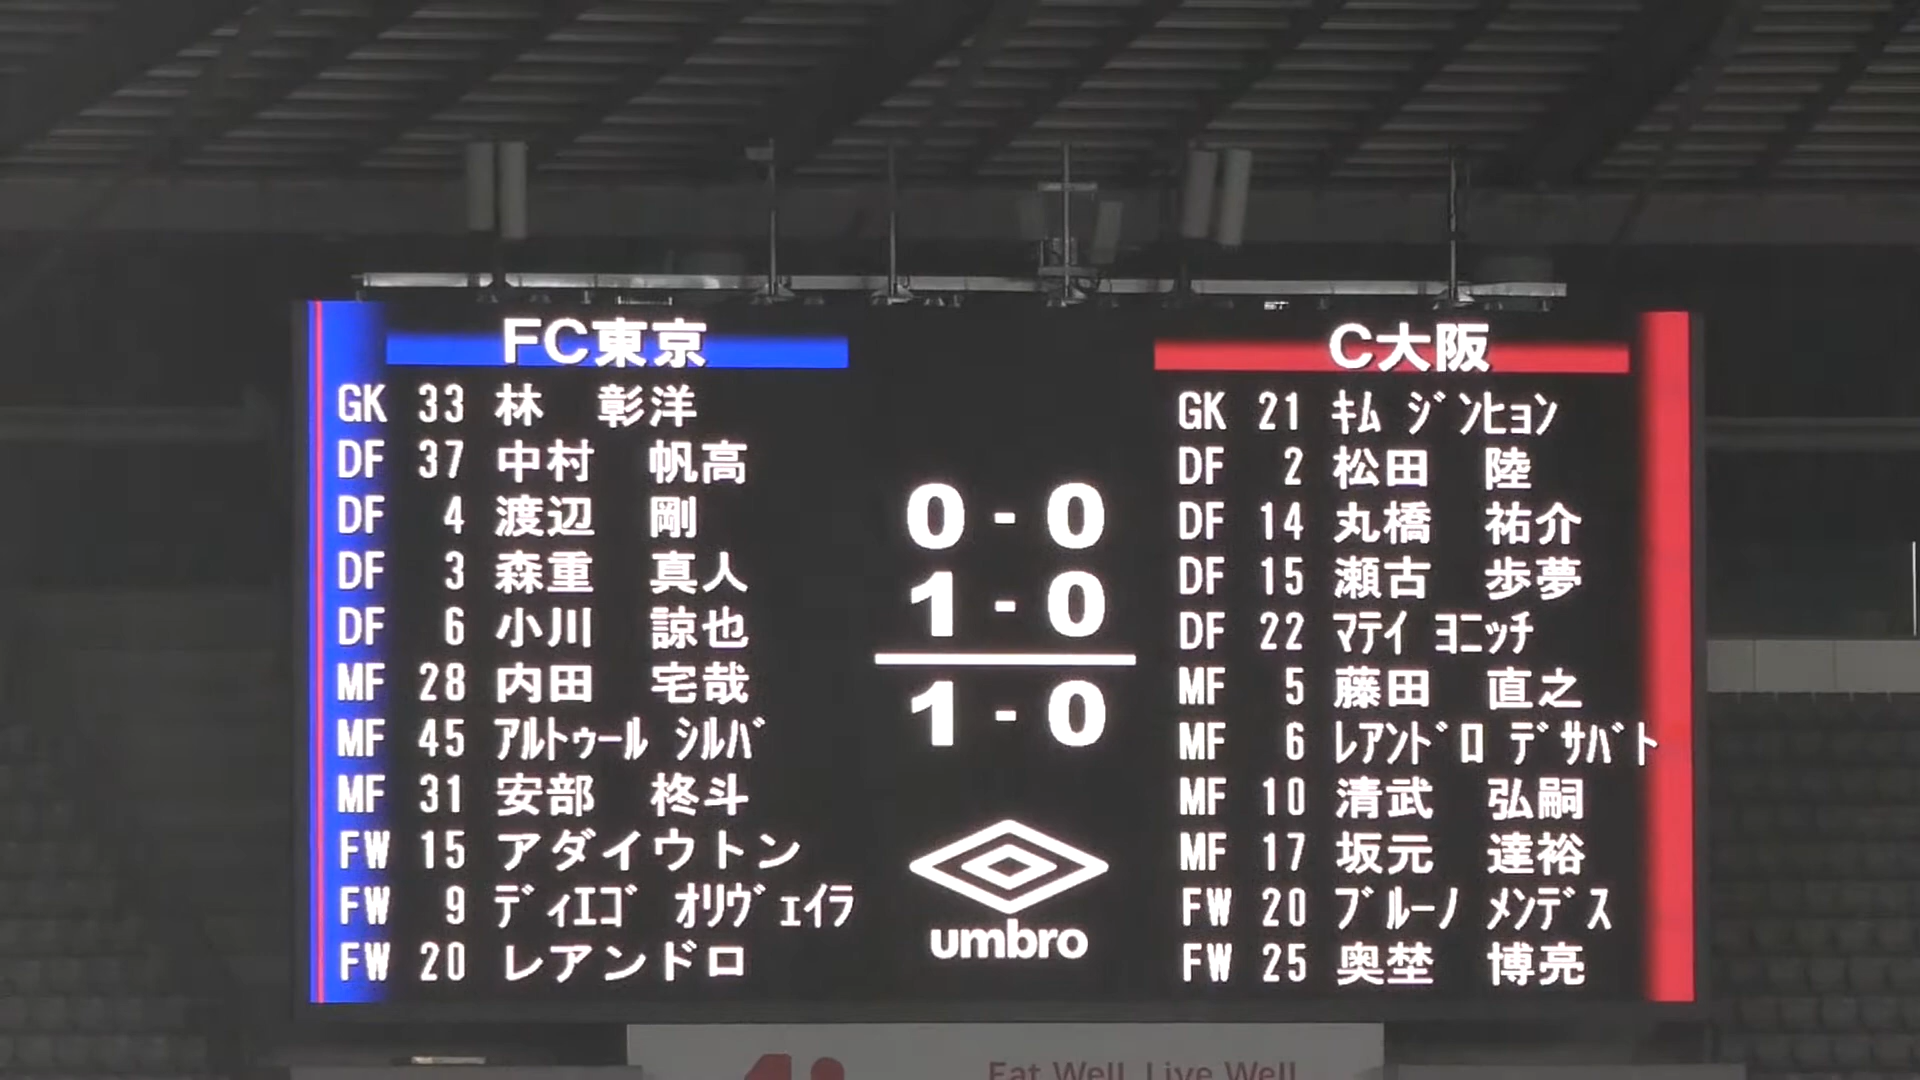 FC東京
GK 33 林 彰洋
DF 37 中村 帆高
DF 4 渡辺 剛
DF 3 森重 真人
DF 6 小川 諒也
MF 28 内田 宅哉
MF 45 ｱﾙﾄｩｰﾙ ｼﾙﾊﾞ
MF 31 安部 柊斗
FW 15 アダイウトン
FW 9 ﾃﾞｨｴｺﾞ ｵﾘｳﾞｪｲﾗ
FW 20 レアンドロ
0 - 0
1 - 0
1 - 0
umbro
C大阪
GK 21 ｷﾑ ｼﾞﾝﾋｮﾝ
DF 2 松田 陸
DF 14 丸橋 祐介
DF 15 瀬古 歩夢
DF 22 ﾏﾃｲ ﾖﾆｯﾁ
MF 5 藤田 直之
MF 6 ﾚｱﾝﾄﾞﾛ ﾃﾞｻﾊﾞﾄ
MF 10 清武 弘嗣
MF 17 坂元 達裕
FW 20 ﾌﾞﾙｰﾉ ﾒﾝﾃﾞｽ
FW 25 奥埜 博亮
Eat Well, Live Well